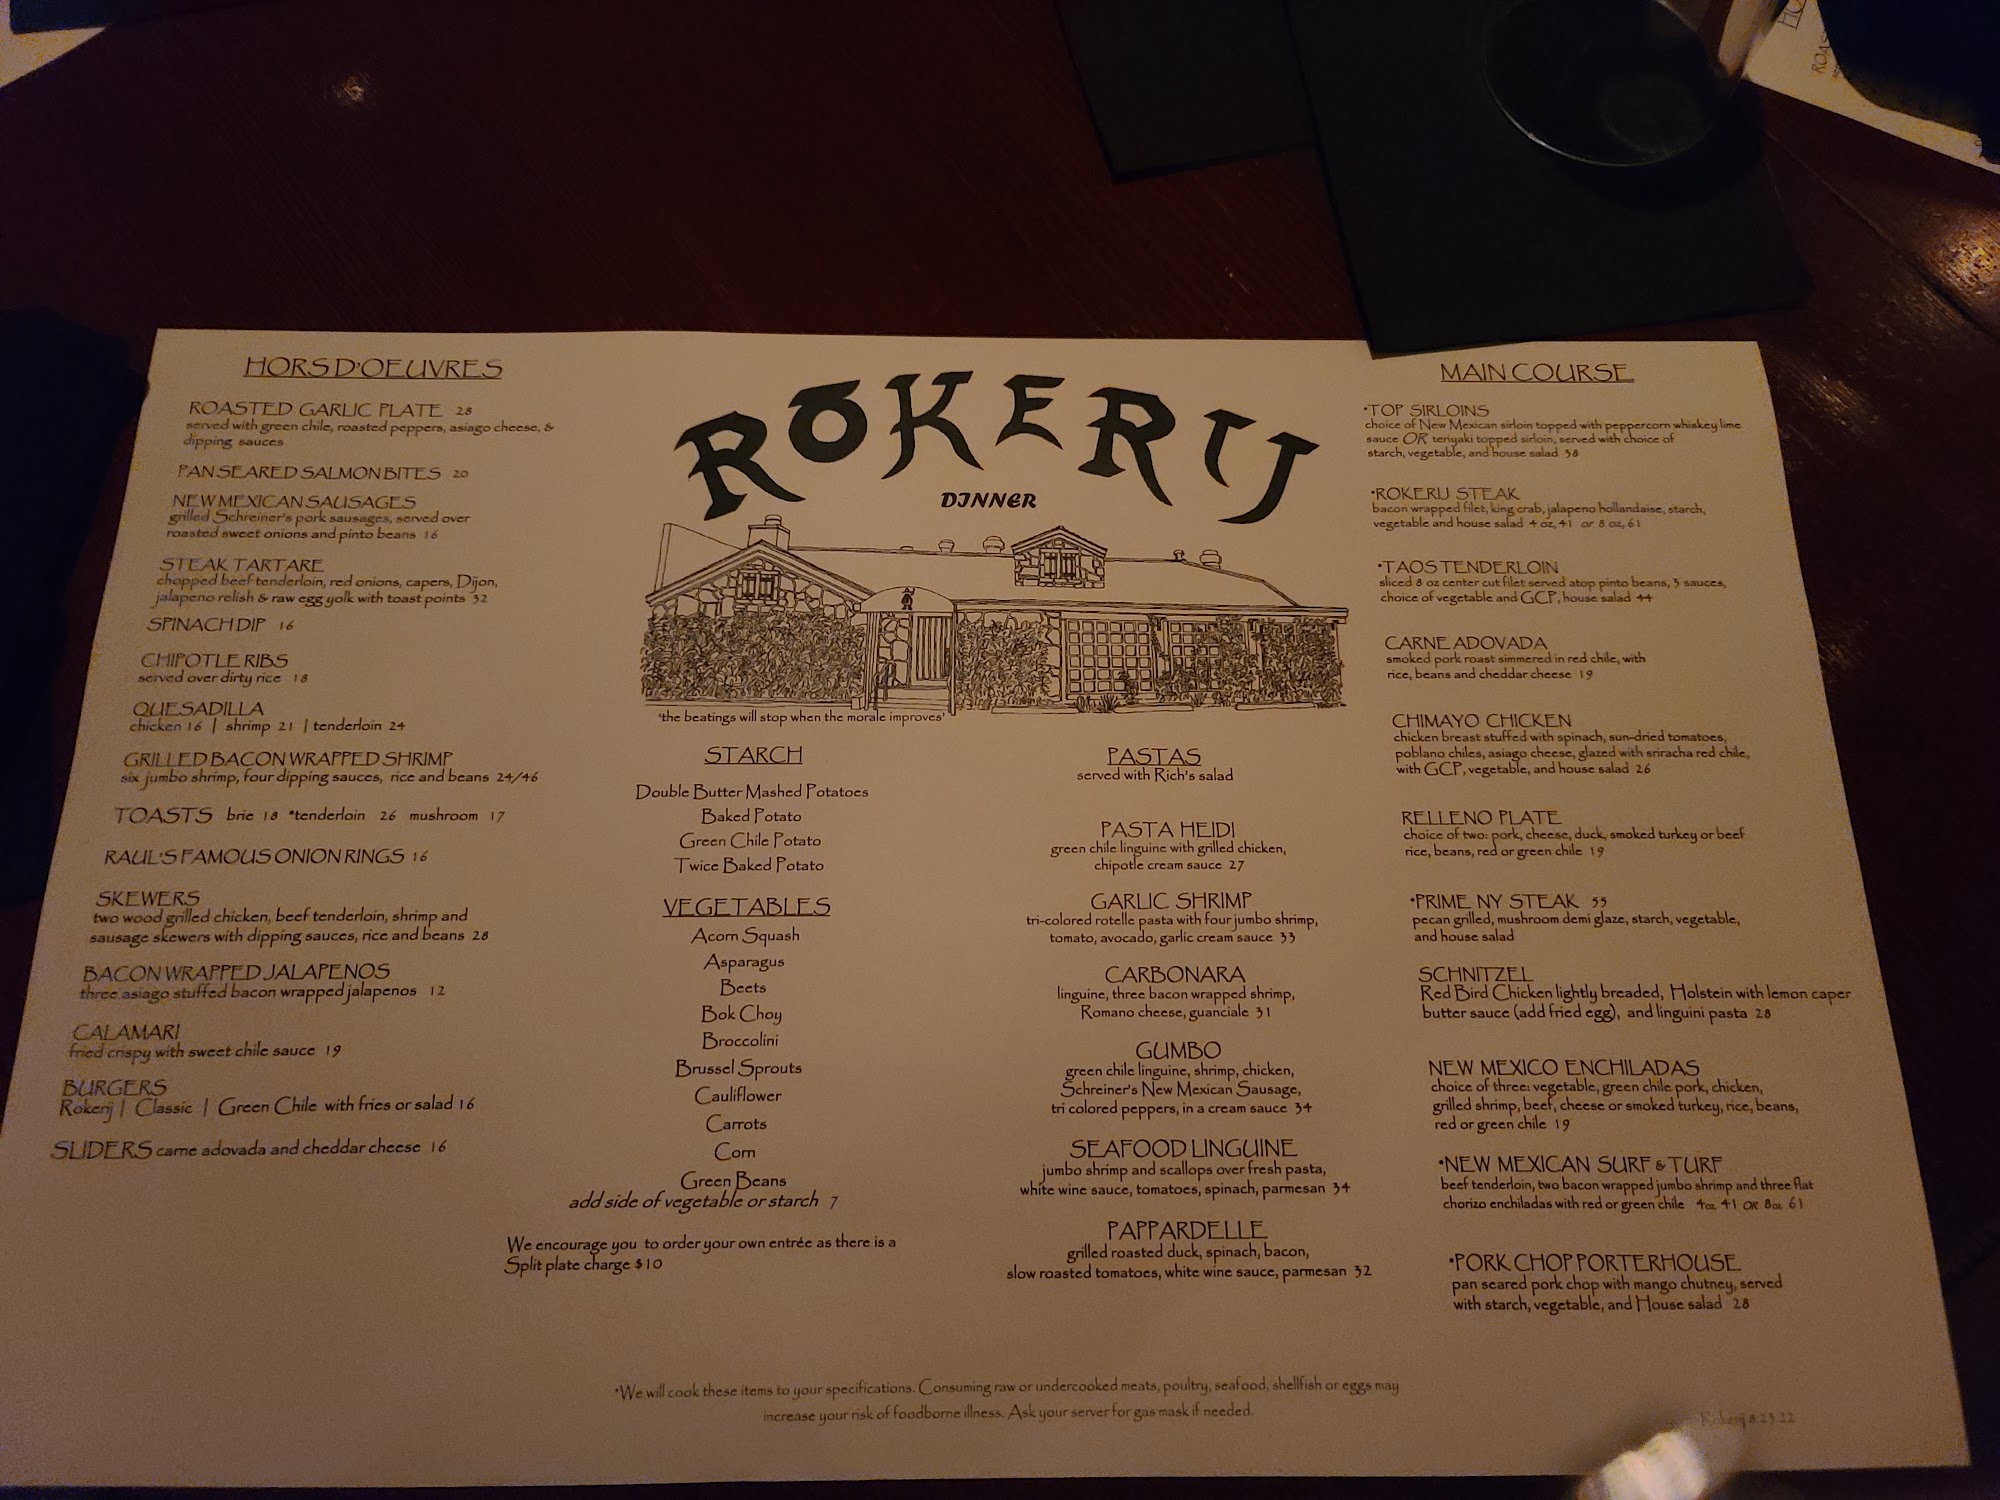 HORS D'OEUVRES
ROASTED GARLIC PLATE 28
served with green chile, roasted peppers, asiago cheese, &
dipping sauces
PAN SEARED SALMON BITES 20
NEW MEXICAN SAUSAGES
grilled Schreiner's pork sausages, served over
roasted sweet onions and pinto beans 16
STEAK TARTARE
chopped beef tenderloin, red onions, capers, Dijon,
jalapeno relish & raw egg yolk with toast points 32
SPINACH DIP 16
CHIPOTLE RIBS
served over dirty rice 18
QUESADILLA
chicken 16 | shrimp 21 | tenderloin 24
GRILLED BACON WRAPPED SHRIMP
six jumbo shrimp, four dipping sauces, rice and beans 24/46
TOASTS brie 18 *tenderloin 26 mushroom 17
RAUL'S FAMOUS ONION RINGS 16
SKEWERS
two wood grilled chicken, beef tenderloin, shrimp and
sausage skewers with dipping sauces, rice and beans 28
BACON WRAPPED JALAPENOS
three asiago stuffed bacon wrapped jalapenos 12
CALAMARI
fried crispy with sweet chile sauce 19
BURGERS
Rokerij | Classic | Green Chile with fries or salad 16
SLIDERS carne adovada and cheddar cheese 16
ROKERIJ
DINNER
'the beatings will stop when the morale improves'
STARCH
Double Butter Mashed Potatoes
Baked Potato
Green Chile Potato
Twice Baked Potato
VEGETABLES
Acorn Squash
Asparagus
Beets
Bok Choy
Broccolini
Brussel Sprouts
Cauliflower
Carrots
Corn
Green Beans
add side of vegetable or starch 7
We encourage you to order your own entrée as there is a
Split plate charge $10
PASTAS
served with Rich's salad
PASTA HEIDI
green chile linguine with grilled chicken,
chipotle cream sauce 27
GARLIC SHRIMP
tri-colored rotelle pasta with four jumbo shrimp,
tomato, avocado, garlic cream sauce 33
CARBONARA
linguine, three bacon wrapped shrimp,
Romano cheese, guanciale 31
GUMBO
green chile linguine, shrimp, chicken,
Schreiner's New Mexican Sausage,
tri colored peppers, in a cream sauce 34
SEAFOOD LINGUINE
jumbo shrimp and scallops over fresh pasta,
white wine sauce, tomatoes, spinach, parmesan 34
PAPPARDELLE
grilled roasted duck, spinach, bacon,
slow roasted tomatoes, white wine sauce, parmesan 32
MAIN COURSE
*TOP SIRLOINS
choice of New Mexican sirloin topped with peppercorn whiskey lime
sauce OR teriyaki topped sirloin, served with choice of
starch, vegetable, and house salad 38
*ROKERIJ STEAK
bacon wrapped filet, king crab, jalapeno hollandaise, starch,
vegetable and house salad 4 oz, 41 or 8 oz, 61
*TAOS TENDERLOIN
sliced 8 oz center cut filet served atop pinto beans, 3 sauces,
choice of vegetable and GCP, house salad 44
CARNE ADOVADA
smoked pork roast simmered in red chile, with
rice, beans and cheddar cheese 19
CHIMAYO CHICKEN
chicken breast stuffed with spinach, sun-dried tomatoes,
poblano chiles, asiago cheese, glazed with sriracha red chile,
with GCP, vegetable, and house salad 26
RELLENO PLATE
choice of two: pork, cheese, duck, smoked turkey or beef
rice, beans, red or green chile 19
*PRIME NY STEAK 55
pecan grilled, mushroom demi glaze, starch, vegetable,
and house salad
SCHNITZEL
Red Bird Chicken lightly breaded, Holstein with lemon caper
butter sauce (add fried egg), and linguini pasta 28
NEW MEXICO ENCHILADAS
choice of three: vegetable, green chile pork, chicken,
grilled shrimp, beef, cheese or smoked turkey, rice, beans,
red or green chile 19
*NEW MEXICAN SURF & TURF
beef tenderloin, two bacon wrapped jumbo shrimp and three flat
chorizo enchiladas with red or green chile 4oz, 41 OR 8oz, 61
*PORK CHOP PORTERHOUSE
pan seared pork chop with mango chutney, served
with starch, vegetable, and House salad 28
*We will cook these items to your specifications. Consuming raw or undercooked meats, poultry, seafood, shellfish or eggs may
increase your risk of foodborne illness. Ask your server for gas mask if needed.
Rokerij 8.23.22